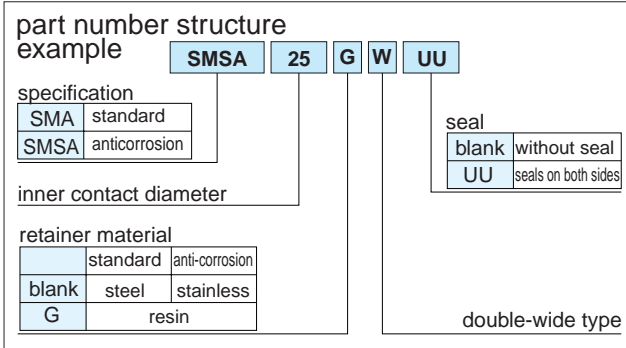 part number structure
example SMSA 25 G W UU
specification
SMA standard
SMSA anticorrosion
seal
blank without seal
UU seals on both sides
inner contact diameter
retainer material
standard anti-corrosion
blank steel stainless
G resin
double-wide type